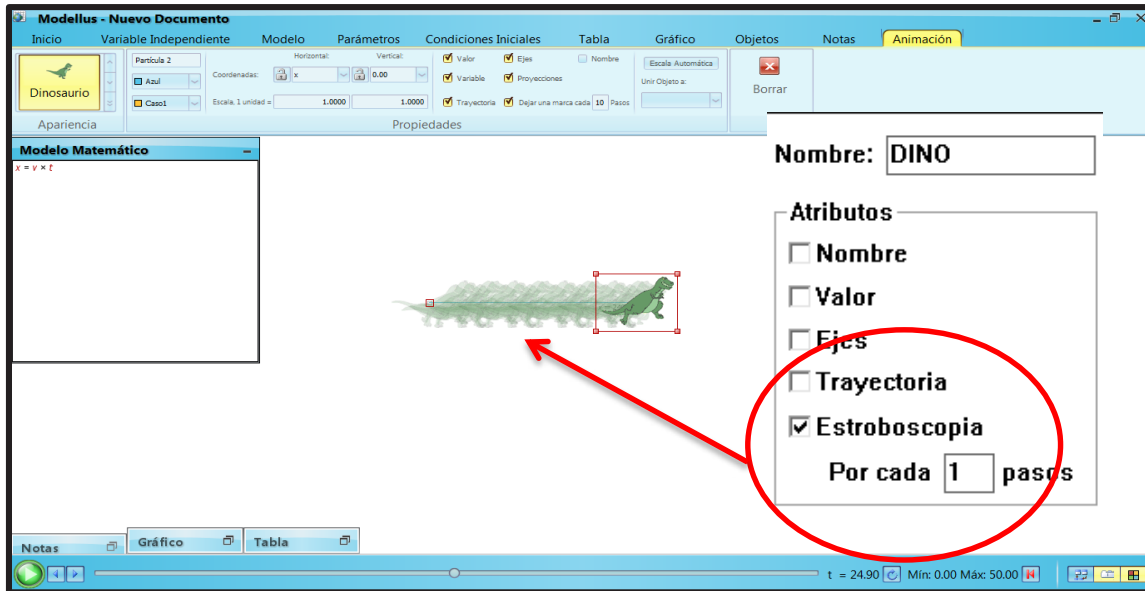 Modellus - Nuevo Documento
Inicio Variable Independiente Modelo Parámetros Condiciones Iniciales Tabla Gráfico Objetos Notas Animación
Dinosaurio
Apariencia
Partícula 2
Azul
Caso1
Horizontal: Vertical:
Coordenadas: x 0.00
Escala, 1 unidad = 1.0000 1.0000
Valor Ejes Nombre
Variable Proyecciones
Trayectoria Dejar una marca cada 10 Pasos
Escala Automática
Unir Objeto a:
Propiedades
Borrar
Modelo Matemático
x = v × t
Nombre: DINO
Atributos
Nombre
Valor
Ejes
Trayectoria
Estroboscopia
Por cada 1 pasos
Notas Gráfico Tabla
t = 24.90 Mín: 0.00 Máx: 50.00